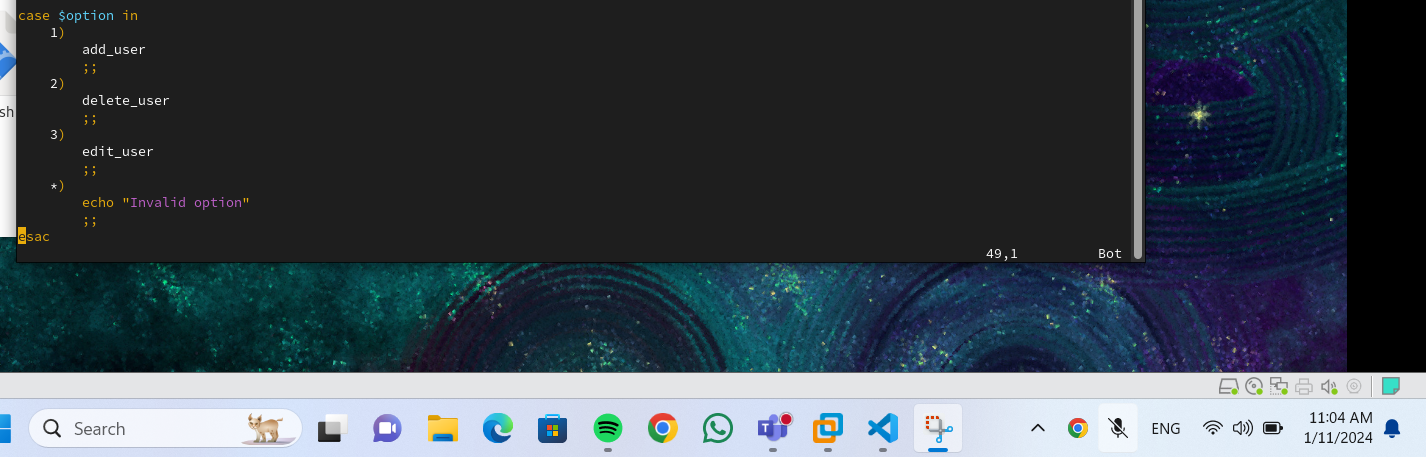 case $option in
1)
add_user
;;
2)
delete_user
;;
3)
edit_user
;;
*)
echo "Invalid option"
;;
esac
49,1 Bot
sh
Search
T
ENG
11:04 AM
1/11/2024